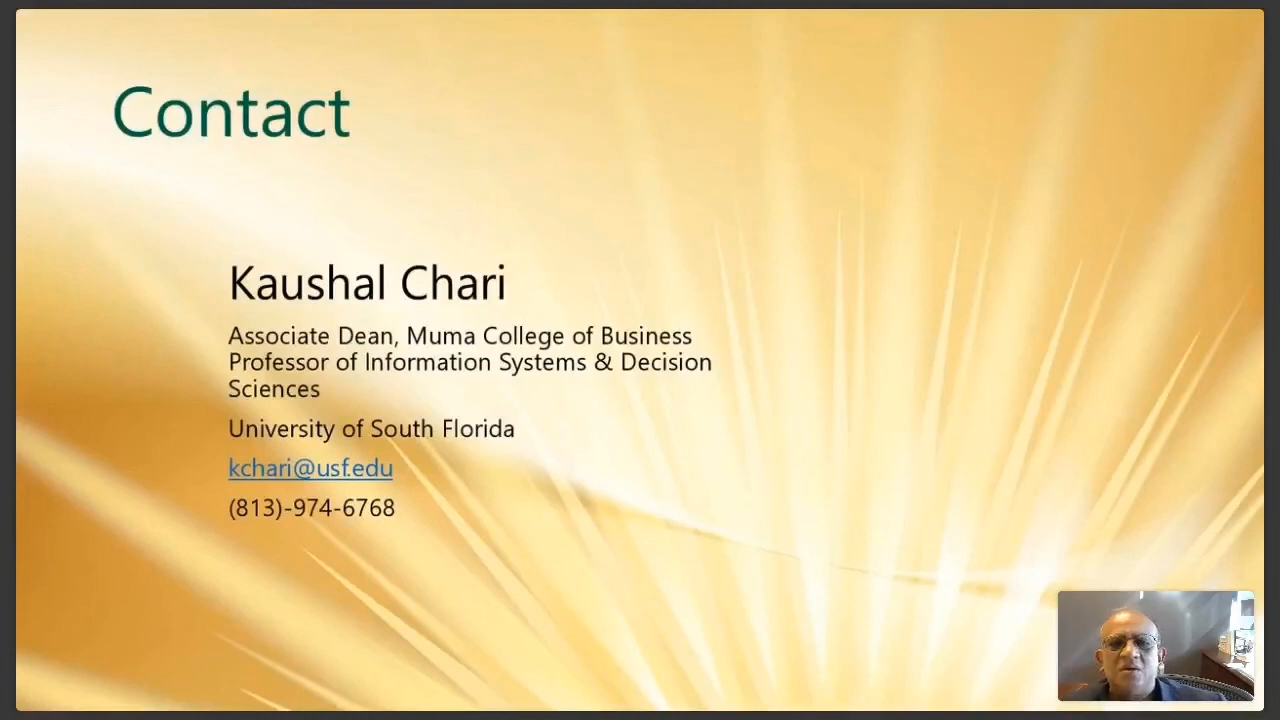 Contact
Kaushal Chari
Associate Dean, Muma College of Business
Professor of Information Systems & Decision
Sciences
University of South Florida
kchari@usf.edu
(813)-974-6768